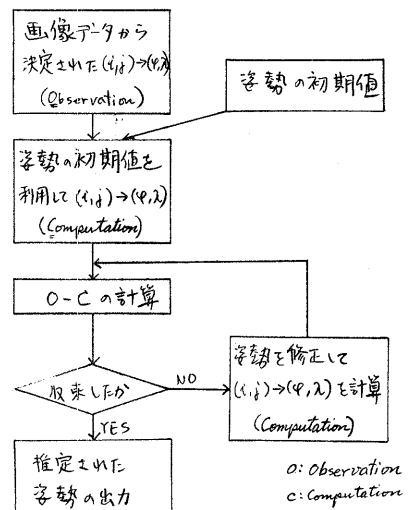 画像データから
決定された(i,j)→(φ,λ)
(Observation)
姿勢の初期値
姿勢の初期値を
利用して(i,j)→(φ,λ)
(Computation)
O-Cの計算
収束したか
NO
姿勢を修正して
(i,j)→(φ,λ)を計算
(Computation)
YES
推定された
姿勢の出力
O: Observation
C: Computation